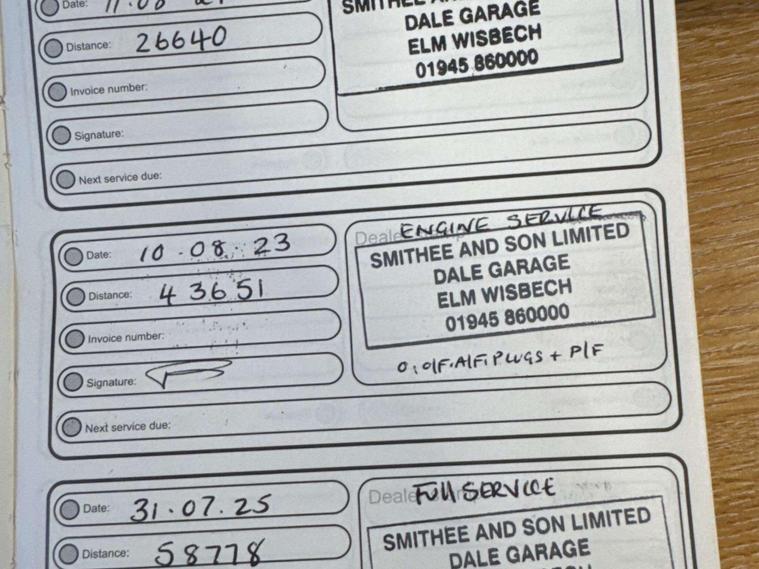 Date: 11.08
Distance: 26640
Invoice number:
Signature:
Next service due:
DALE GARAGE
ELM WISBECH
01945 860000
Date: 10.08.23
Distance: 43651
Invoice number:
Signature:
Next service due:
ENGINE SERVICE
SMITHEE AND SON LIMITED
DALE GARAGE
ELM WISBECH
01945 860000
O, O/F, A/F, PLUGS + P/F
Date: 31.07.25
Distance: 58778
Full SERVICE
SMITHEE AND SON LIMITED
DALE GARAGE